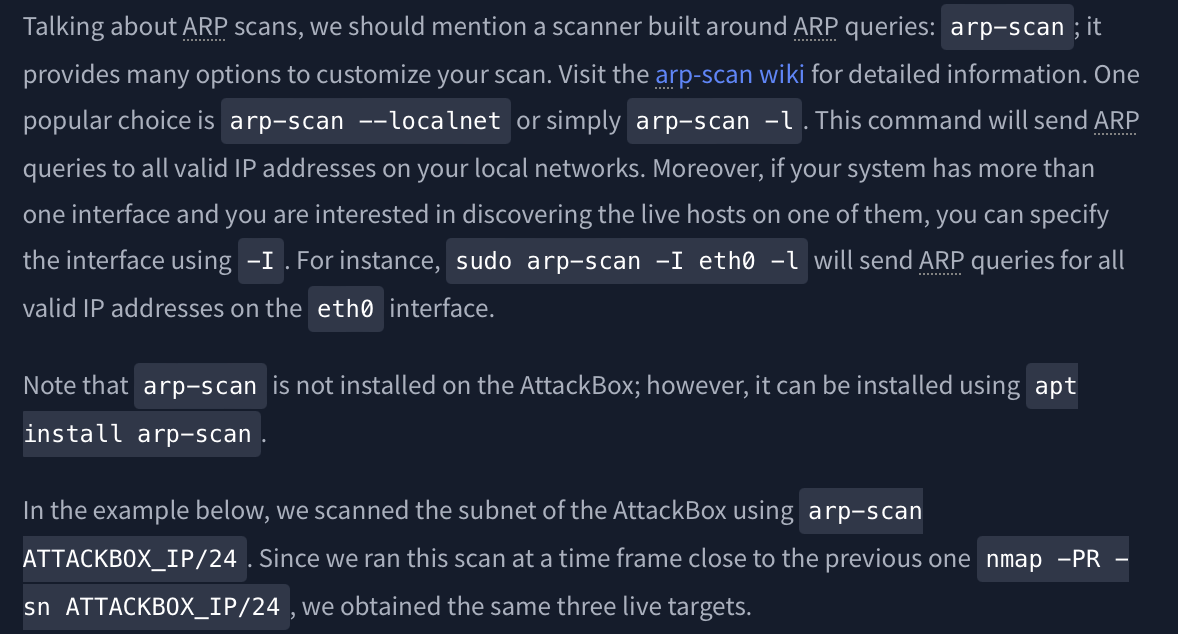 Talking about ARP scans, we should mention a scanner built around ARP queries: arp-scan; it
provides many options to customize your scan. Visit the arp-scan wiki for detailed information. One
popular choice is arp-scan --localnet or simply arp-scan -l. This command will send ARP
queries to all valid IP addresses on your local networks. Moreover, if your system has more than
one interface and you are interested in discovering the live hosts on one of them, you can specify
the interface using -I. For instance, sudo arp-scan -I eth0 -l will send ARP queries for all
valid IP addresses on the eth0 interface.
Note that arp-scan is not installed on the AttackBox; however, it can be installed using apt
install arp-scan.
In the example below, we scanned the subnet of the AttackBox using arp-scan
ATTACKBOX_IP/24. Since we ran this scan at a time frame close to the previous one nmap -PR -
sn ATTACKBOX_IP/24, we obtained the same three live targets.